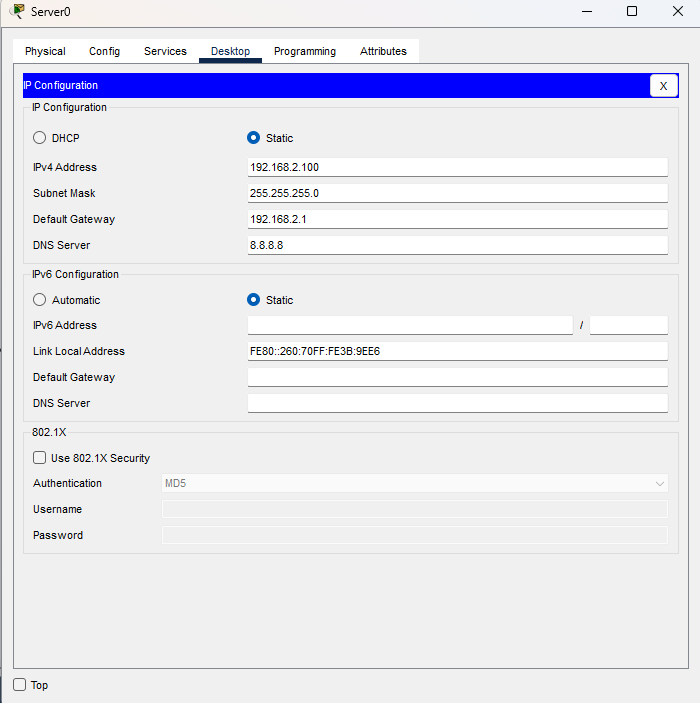 Server0
Physical Config Services Desktop Programming Attributes
IP Configuration
X
IP Configuration
DHCP Static
IPv4 Address 192.168.2.100
Subnet Mask 255.255.255.0
Default Gateway 192.168.2.1
DNS Server 8.8.8.8
IPv6 Configuration
Automatic Static
IPv6 Address /
Link Local Address FE80::260:70FF:FE3B:9EE6
Default Gateway
DNS Server
802.1X
Use 802.1X Security
Authentication MD5
Username
Password
Top